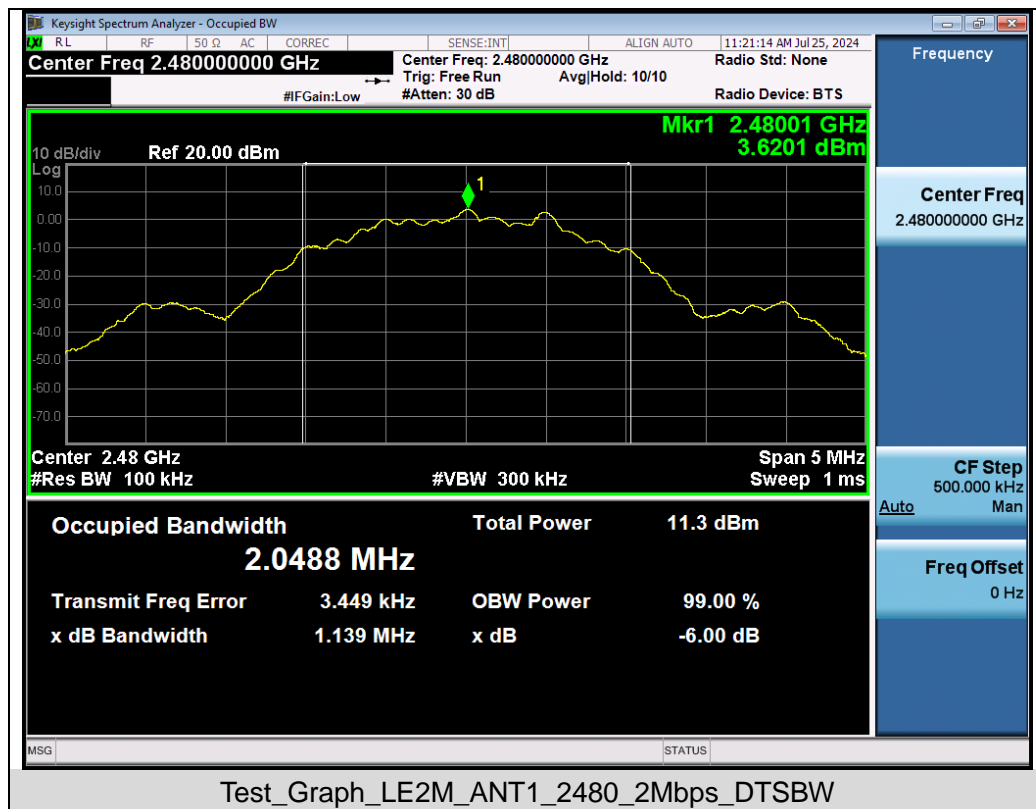 Keysight Spectrum Analyzer - Occupied BW
LXI RL RF 50 Ω AC CORREC SENSE:INT ALIGN AUTO 11:21:14 AM Jul 25, 2024
Center Freq 2.480000000 GHz
Center Freq: 2.480000000 GHz Radio Std: None
Trig: Free Run Avg|Hold: 10/10
#IFGain:Low #Atten: 30 dB Radio Device: BTS
Frequency
Mkr1 2.48001 GHz
3.6201 dBm
10 dB/div Ref 20.00 dBm
Log
10.0
0.00
-10.0
-20.0
-30.0
-40.0
-50.0
-60.0
-70.0
1
Center 2.48 GHz Span 5 MHz
#Res BW 100 kHz #VBW 300 kHz Sweep 1 ms
Center Freq
2.480000000 GHz
CF Step
500.000 kHz
Auto Man
Freq Offset
0 Hz
Occupied Bandwidth Total Power 11.3 dBm
2.0488 MHz
Transmit Freq Error 3.449 kHz OBW Power 99.00 %
x dB Bandwidth 1.139 MHz x dB -6.00 dB
MSG STATUS
Test_Graph_LE2M_ANT1_2480_2Mbps_DTSBW